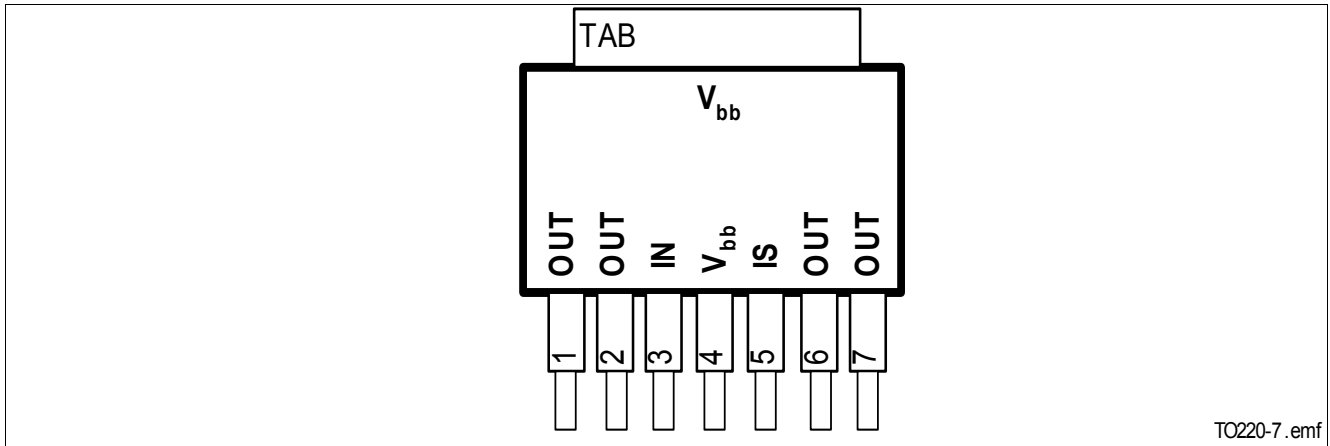 TAB
Vbb
OUT OUT IN Vbb IS OUT OUT
1 2 3 4 5 6 7
TO220-7.emf